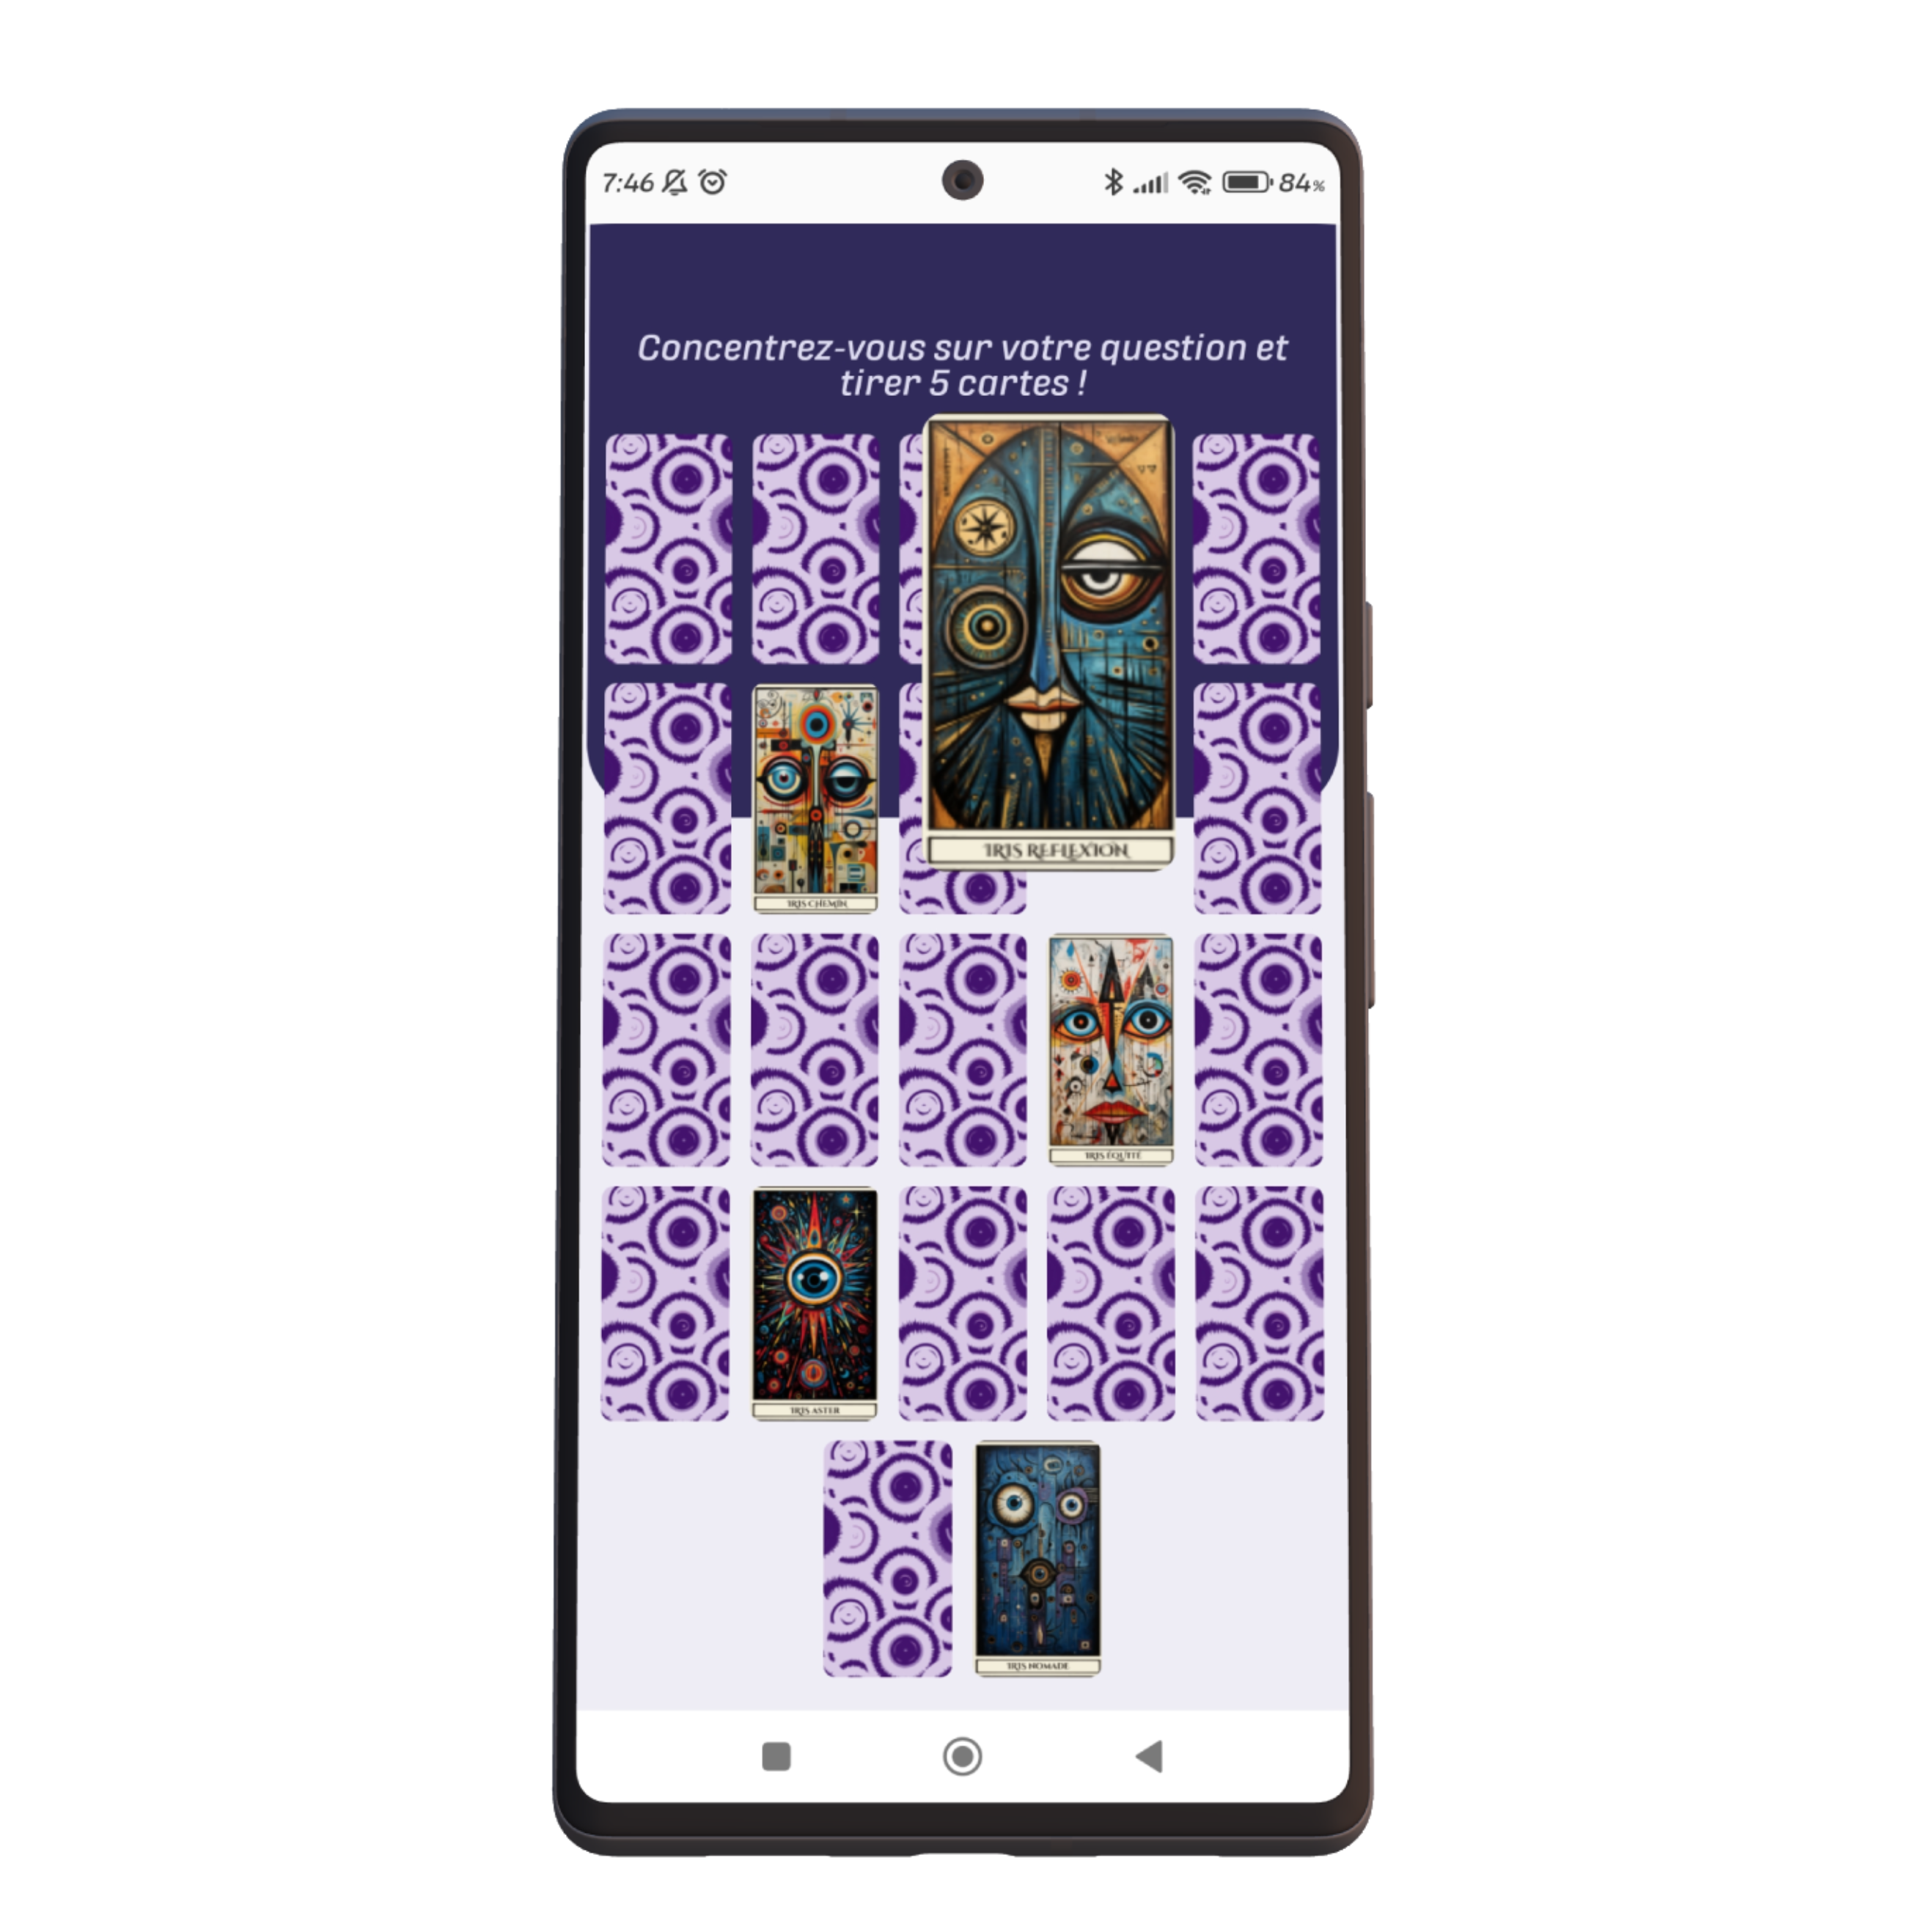 7:46
84%
Concentrez-vous sur votre question et
tirer 5 cartes !
IRIS REFLEXION
IRIS CHEMIN
IRIS ÉQUITÉ
IRIS ASTER
IRIS NOMADE